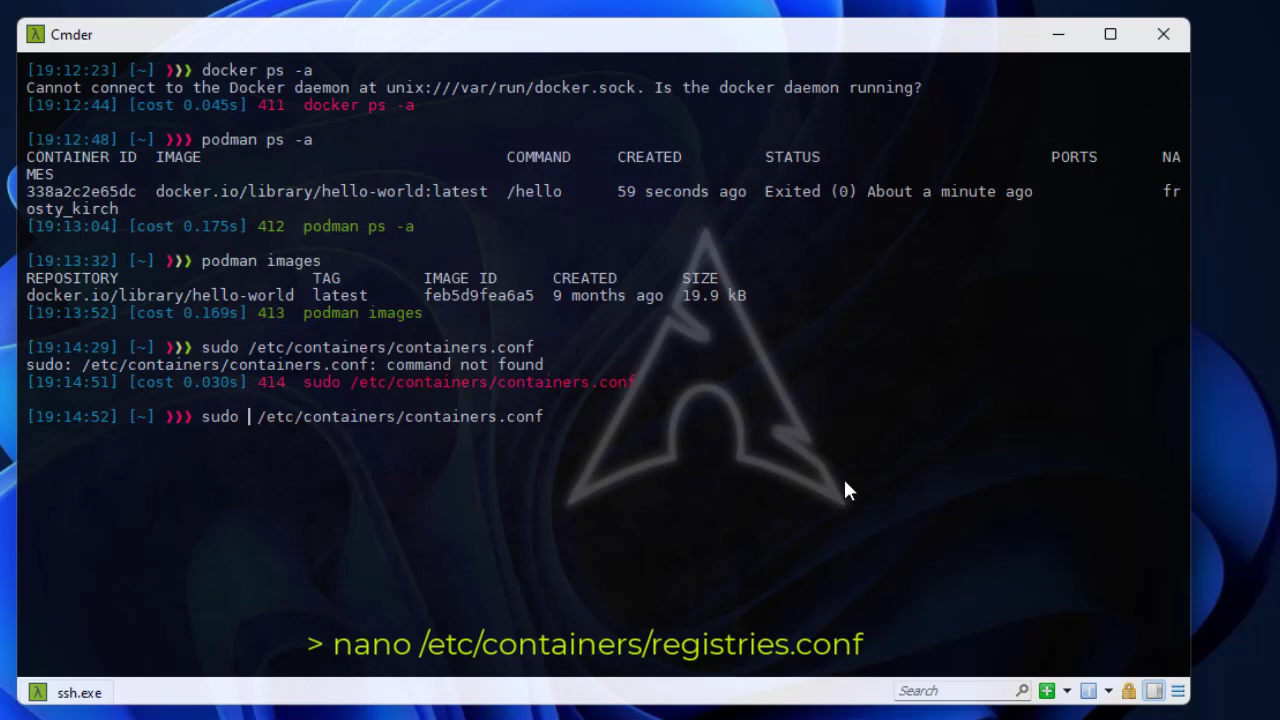 Cmder
[19:12:23] [~] ❯❯❯ docker ps -a
Cannot connect to the Docker daemon at unix:///var/run/docker.sock. Is the docker daemon running?
[19:12:44] [cost 0.045s] 411  docker ps -a
[19:12:48] [~] ❯❯❯ podman ps -a
CONTAINER ID  IMAGE                                 COMMAND     CREATED         STATUS                         PORTS       NA
MES
338a2c2e65dc  docker.io/library/hello-world:latest  /hello      59 seconds ago  Exited (0) About a minute ago              fr
osty_kirch
[19:13:04] [cost 0.175s] 412  podman ps -a
[19:13:32] [~] ❯❯❯ podman images
REPOSITORY                     TAG         IMAGE ID      CREATED       SIZE
docker.io/library/hello-world  latest      feb5d9fea6a5  9 months ago  19.9 kB
[19:13:52] [cost 0.169s] 413  podman images
[19:14:29] [~] ❯❯❯ sudo /etc/containers/containers.conf
sudo: /etc/containers/containers.conf: command not found
[19:14:51] [cost 0.030s] 414  sudo /etc/containers/containers.conf
[19:14:52] [~] ❯❯❯ sudo  /etc/containers/containers.conf
> nano /etc/containers/registries.conf
ssh.exe
Search